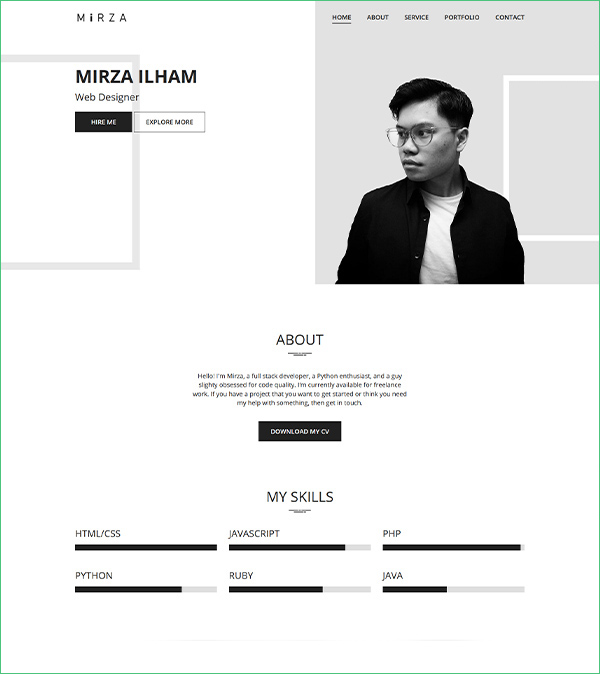 MiRZA
HOME ABOUT SERVICE PORTFOLIO CONTACT
MIRZA ILHAM
Web Designer
HIRE ME EXPLORE MORE
ABOUT
Hello! I'm Mirza, a full stack developer, a Python enthusiast, and a guy
slighty obsessed for code quality. I'm currently available for freelance
work. If you have a project that you want to get started or think you need
my help with something, then get in touch.
DOWNLOAD MY CV
MY SKILLS
HTML/CSS JAVASCRIPT PHP
PYTHON RUBY JAVA